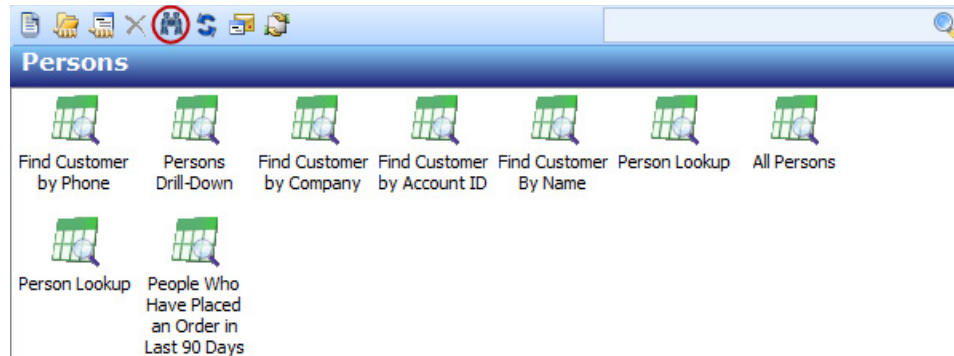 Persons
Find Customer by Phone
Persons Drill-Down
Find Customer by Company
Find Customer by Account ID
Find Customer By Name
Person Lookup
All Persons
Person Lookup
People Who Have Placed an Order in Last 90 Days